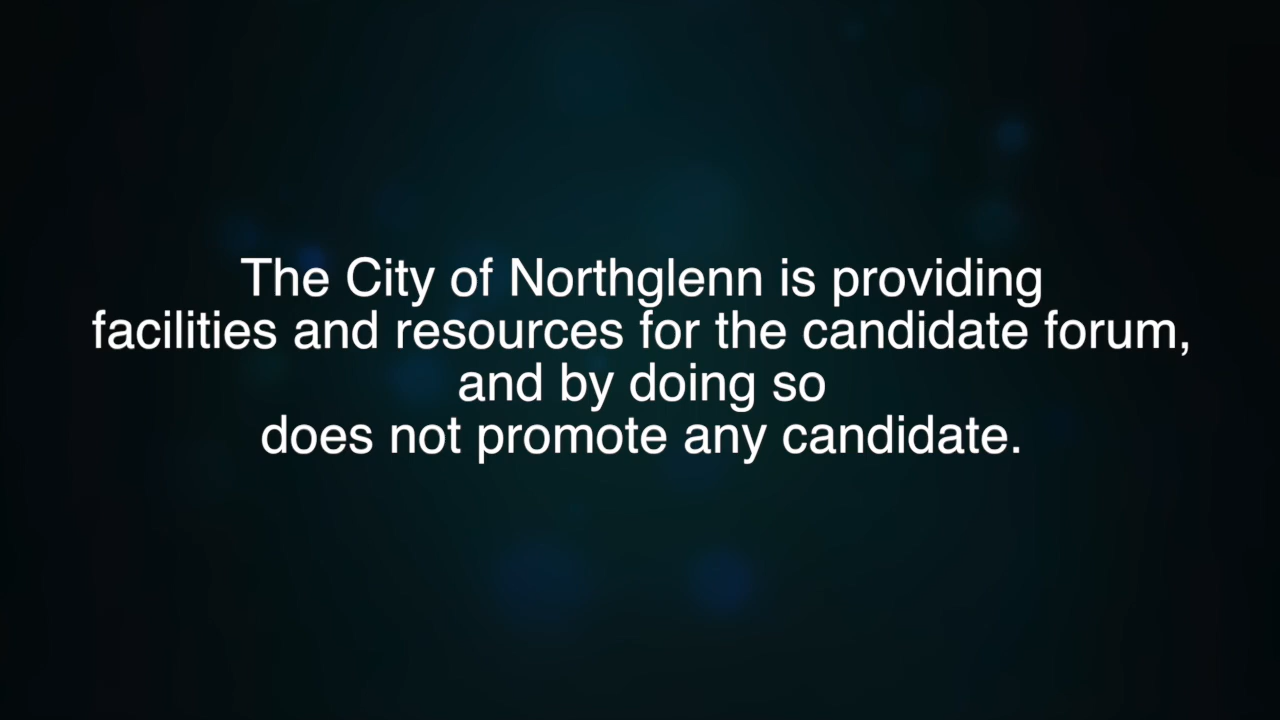 The City of Northglenn is providing
facilities and resources for the candidate forum,
and by doing so
does not promote any candidate.